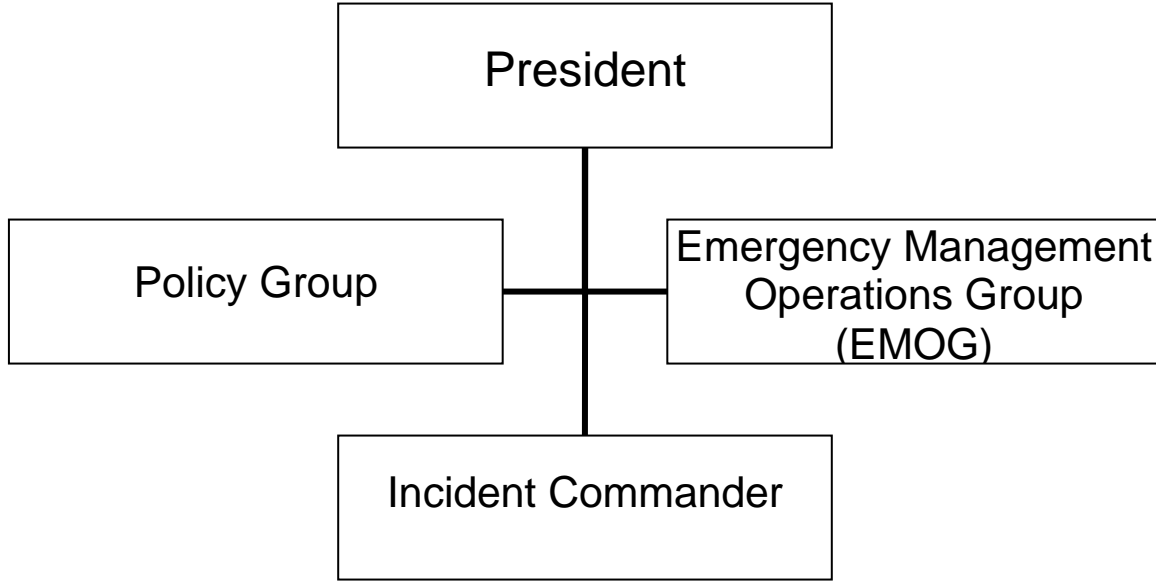 President
Policy Group
Emergency Management
Operations Group
(EMOG)
Incident Commander